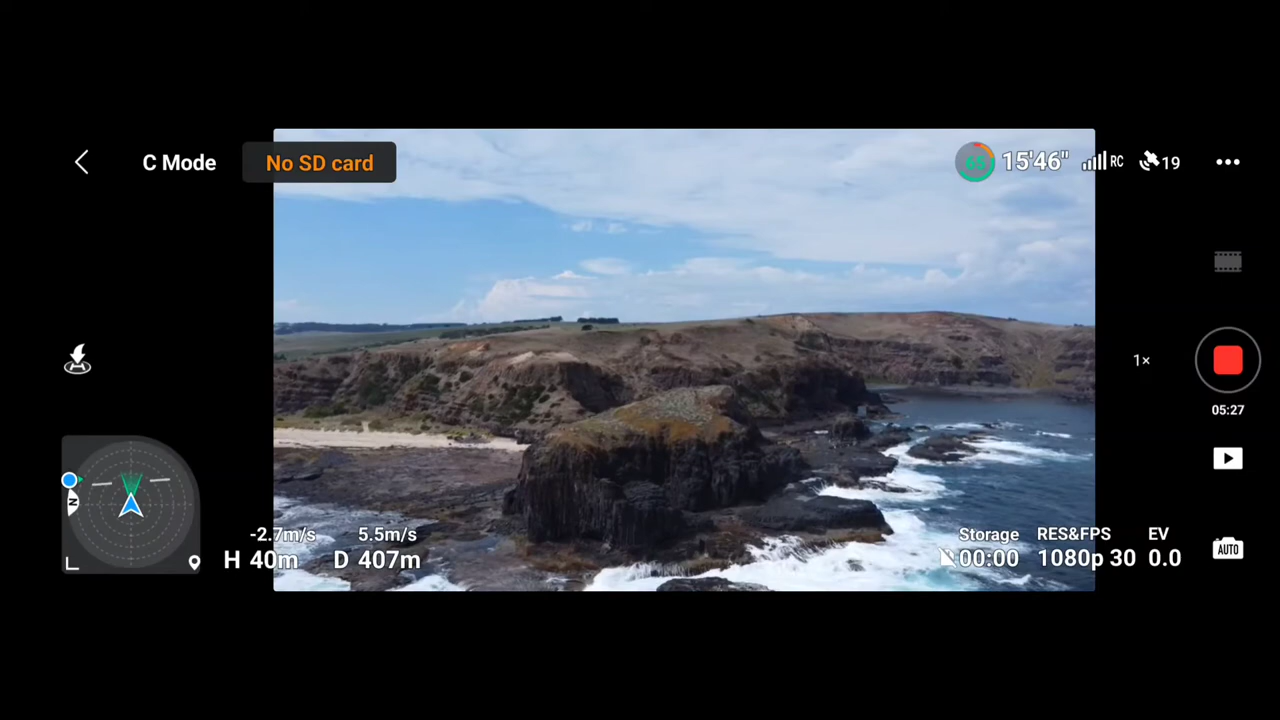 C Mode
No SD card
65
15'46"
RC
19
1×
05:27
N
-2.7m/s
5.5m/s
H 40m
D 407m
Storage
RES&FPS
EV
00:00
1080p 30
0.0
AUTO